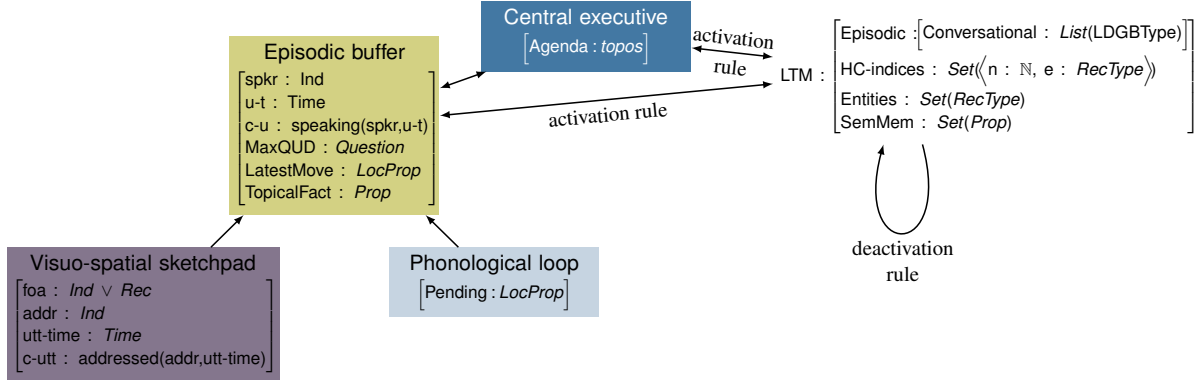 Central executive
[Agenda : topos]
activation
rule
Episodic buffer
spkr : Ind
u-t : Time
c-u : speaking(spkr,u-t)
MaxQUD : Question
LatestMove : LocProp
TopicalFact : Prop
activation rule
LTM :
Episodic : [Conversational : List(LDGBType)]
HC-indices : Set(⟨n : ℕ, e : RecType⟩)
Entities : Set(RecType)
SemMem : Set(Prop)
deactivation
rule
Visuo-spatial sketchpad
foa : Ind ∨ Rec
addr : Ind
utt-time : Time
c-utt : addressed(addr,utt-time)
Phonological loop
[Pending : LocProp]